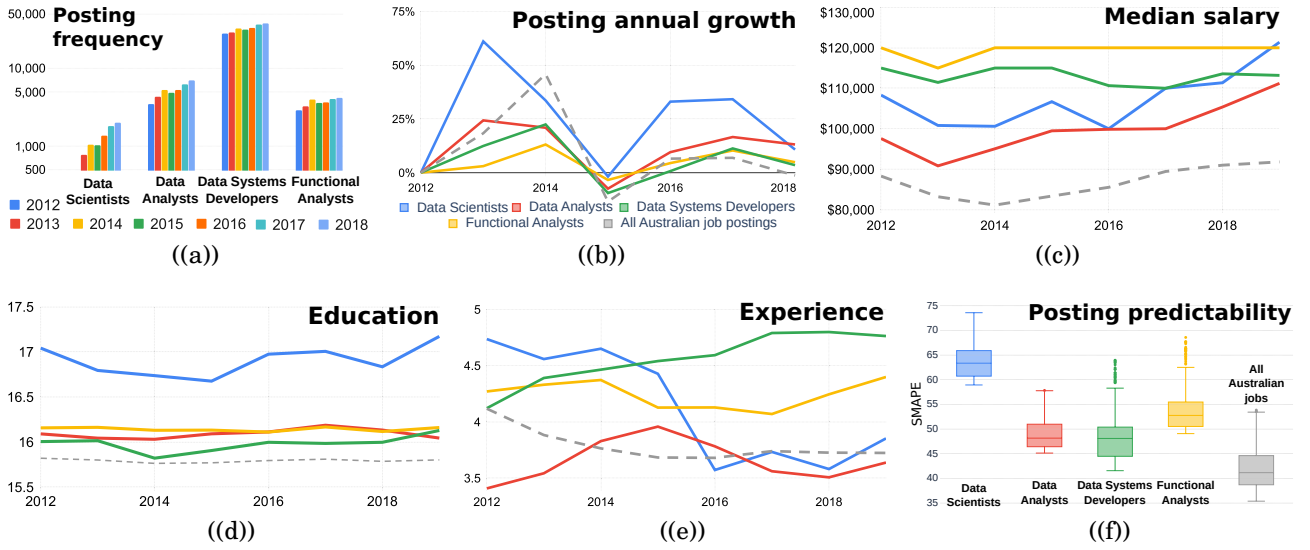 Posting
frequency
50,000
10,000
5,000
1,000
500
Data
Scientists
Data
Analysts
Data Systems
Developers
Functional
Analysts
2012
2013
2014
2015
2016
2017
2018
((a))
Posting annual growth
75%
50%
25%
0%
2012
2014
2016
2018
Data Scientists
Data Analysts
Data Systems Developers
Functional Analysts
All Australian job postings
((b))
Median salary
$130,000
$120,000
$110,000
$100,000
$90,000
$80,000
2012
2014
2016
2018
((c))
Education
17.5
17
16.5
16
15.5
2012
2014
2016
2018
((d))
Experience
5
4.5
4
3.5
2012
2014
2016
2018
((e))
Posting predictability
SMAPE
75
70
65
60
55
50
45
40
35
Data
Scientists
Data
Analysts
Data Systems
Developers
Functional
Analysts
All
Australian
jobs
((f))